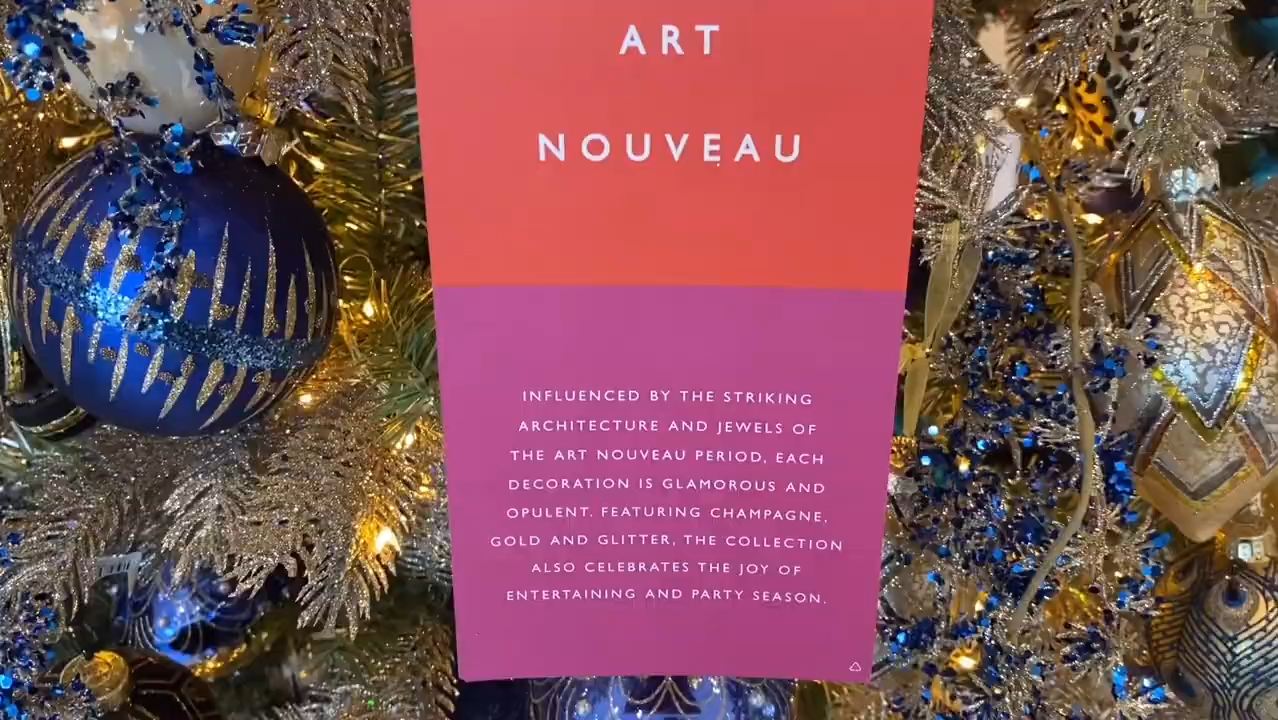 ART
NOUVEAU
INFLUENCED BY THE STRIKING
ARCHITECTURE AND JEWELS OF
THE ART NOUVEAU PERIOD, EACH
DECORATION IS GLAMOROUS AND
OPULENT. FEATURING CHAMPAGNE,
GOLD AND GLITTER, THE COLLECTION
ALSO CELEBRATES THE JOY OF
ENTERTAINING AND PARTY SEASON.